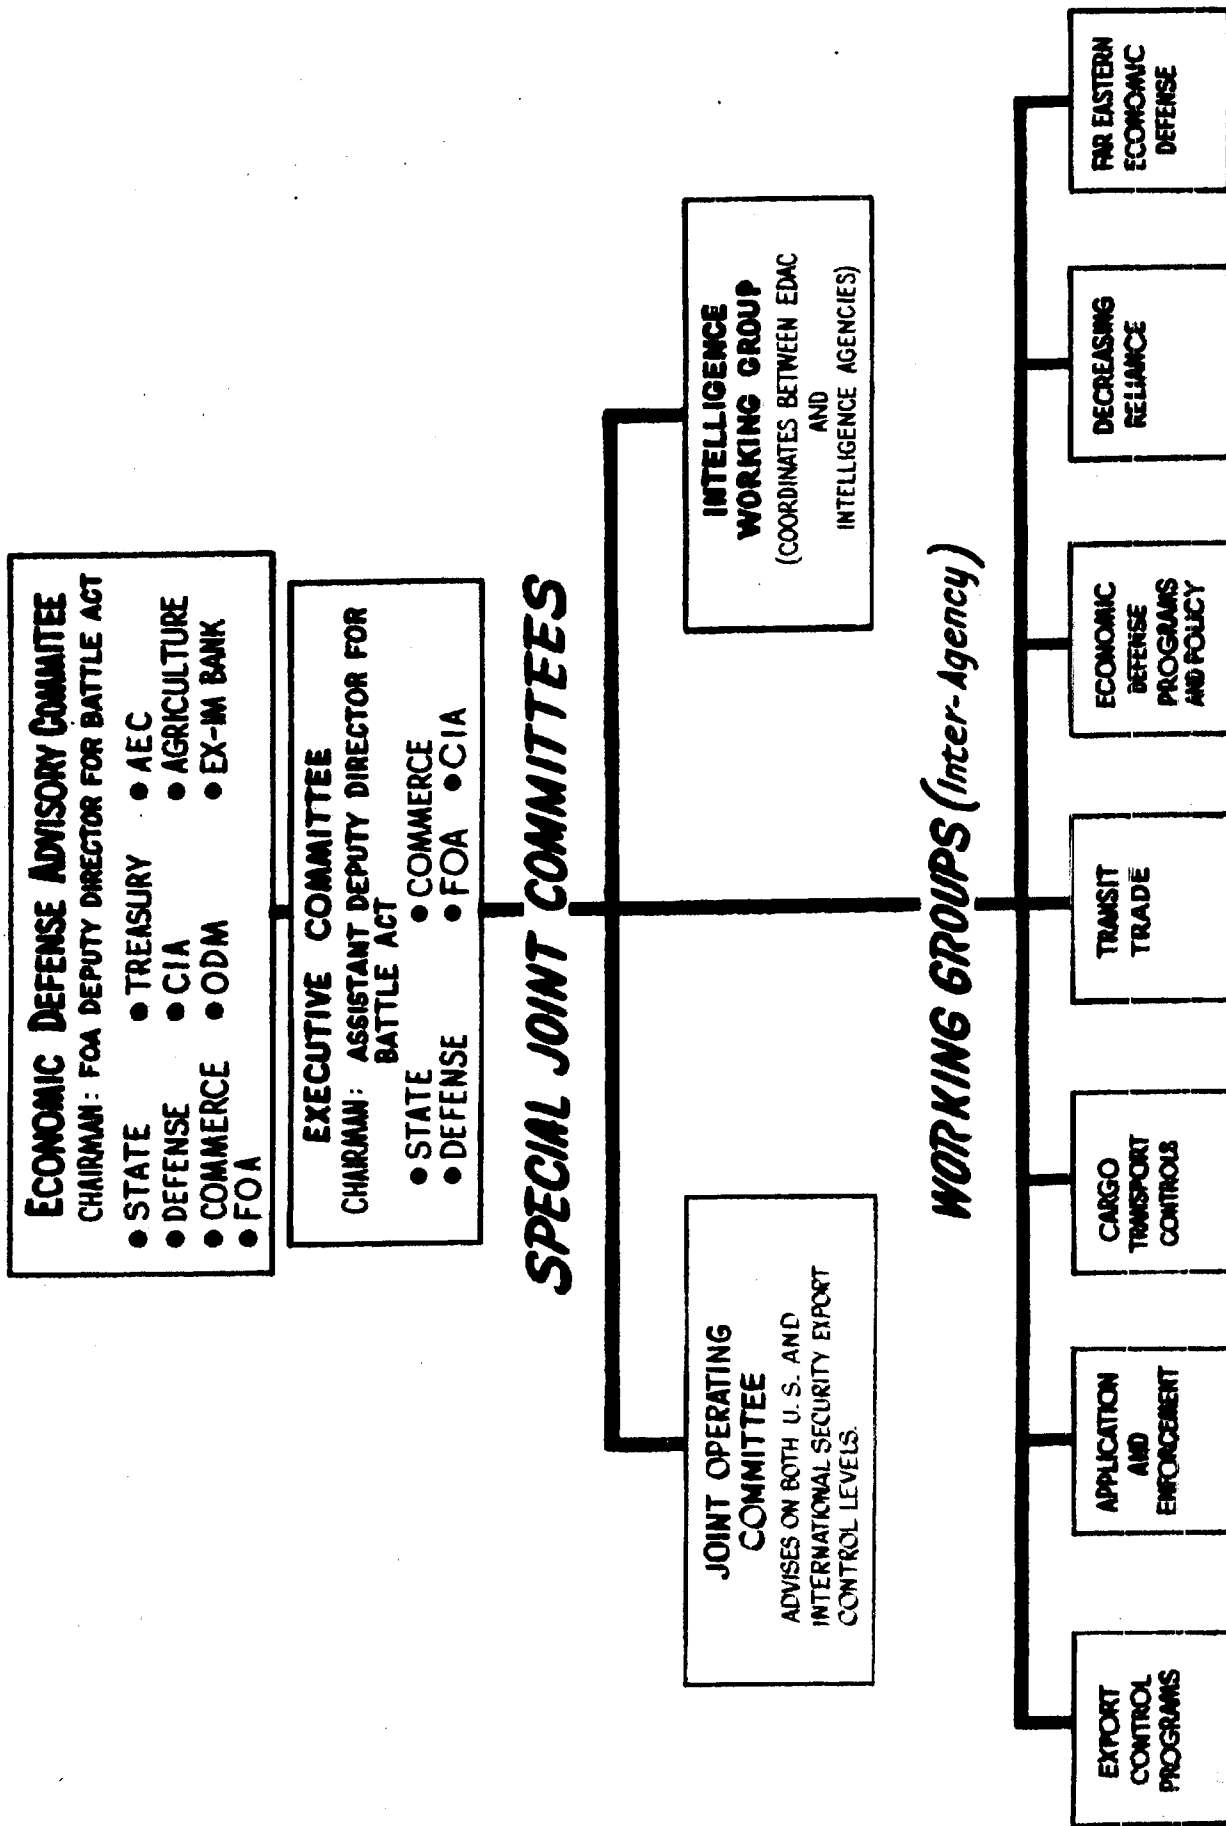 ECONOMIC DEFENSE ADVISORY COMMITTEE
CHAIRMAN: FOA DEPUTY DIRECTOR FOR BATTLE ACT
● STATE ● TREASURY ● AEC
● DEFENSE ● CIA ● AGRICULTURE
● COMMERCE ● ODM ● EX-IM BANK
● FOA
EXECUTIVE COMMITTEE
CHAIRMAN: ASSISTANT DEPUTY DIRECTOR FOR
BATTLE ACT
● STATE ● COMMERCE
● DEFENSE ● FOA ● CIA
SPECIAL JOINT COMMITTEES
JOINT OPERATING
COMMITTEE
ADVISES ON BOTH U.S. AND
INTERNATIONAL SECURITY EXPORT
CONTROL LEVELS.
INTELLIGENCE
WORKING GROUP
(COORDINATES BETWEEN EDAC
AND
INTELLIGENCE AGENCIES)
WORKING GROUPS (Inter-Agency)
EXPORT
CONTROL
PROGRAMS
APPLICATION
AND
ENFORCEMENT
CARGO
TRANSPORT
CONTROLS
TRANSIT
TRADE
ECONOMIC
DEFENSE
PROGRAMS
AND POLICY
DECREASING
RELIANCE
FAR EASTERN
ECONOMIC
DEFENSE